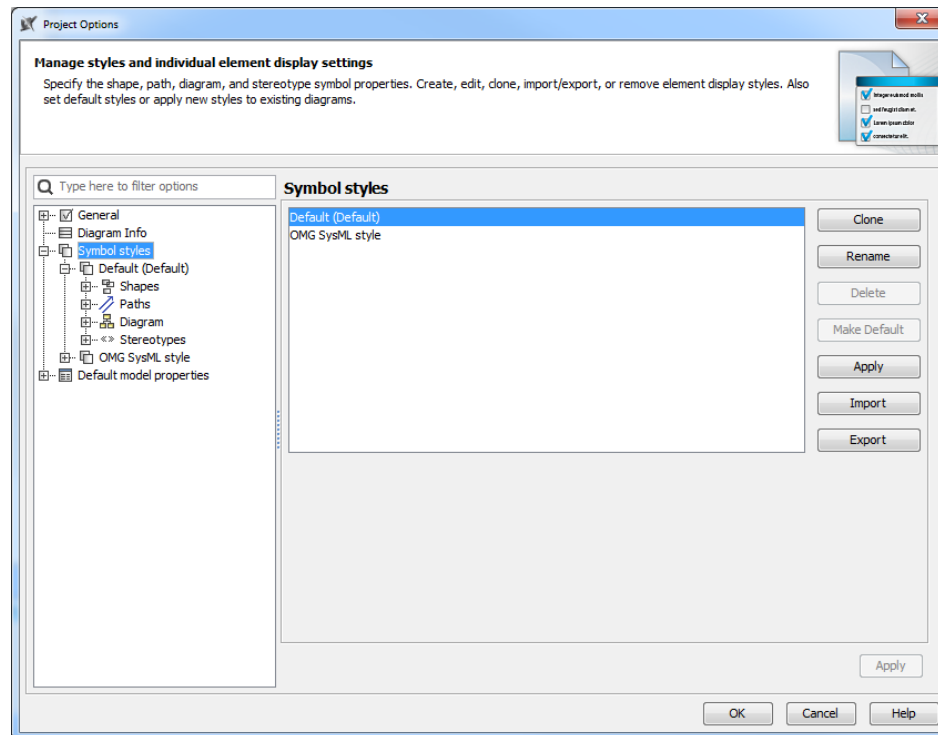 Project Options
Manage styles and individual element display settings
Specify the shape, path, diagram, and stereotype symbol properties. Create, edit, clone, import/export, or remove element display styles. Also
set default styles or apply new styles to existing diagrams.
Type here to filter options
General
Diagram Info
Symbol styles
Default (Default)
Shapes
Paths
Diagram
«» Stereotypes
OMG SysML style
Default model properties
Symbol styles
Default (Default)
OMG SysML style
Clone
Rename
Delete
Make Default
Apply
Import
Export
Apply
OK
Cancel
Help